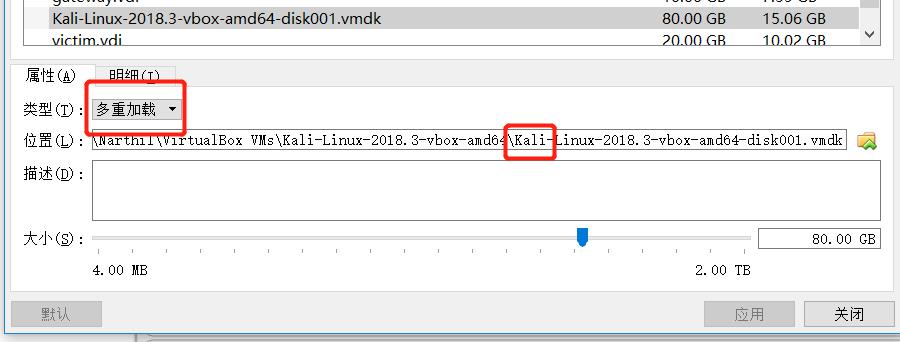 Kali-Linux-2018.3-vbox-amd64-disk001.vmdk 80.00 GB 15.06 GB
victim.vdi 20.00 GB 10.02 GB
属性(A) 明细(I)
类型(T): 多重加载
位置(L): \Narthil\VirtualBox VMs\Kali-Linux-2018.3-vbox-amd64\Kali-Linux-2018.3-vbox-amd64-disk001.vmdk
描述(D):
大小(S): 80.00 GB
4.00 MB 2.00 TB
默认 应用 关闭